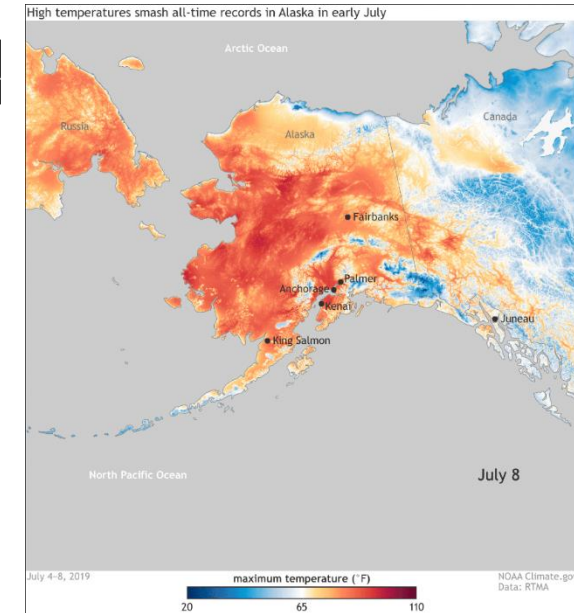 High temperatures smash all-time records in Alaska in early July
Arctic Ocean
Russia
Alaska
Canada
Fairbanks
Palmer
Anchorage
Kenai
Juneau
King Salmon
North Pacific Ocean
July 8
July 4-8, 2019
maximum temperature (°F)
20 65 110
NOAA Climate.gov
Data: RTMA